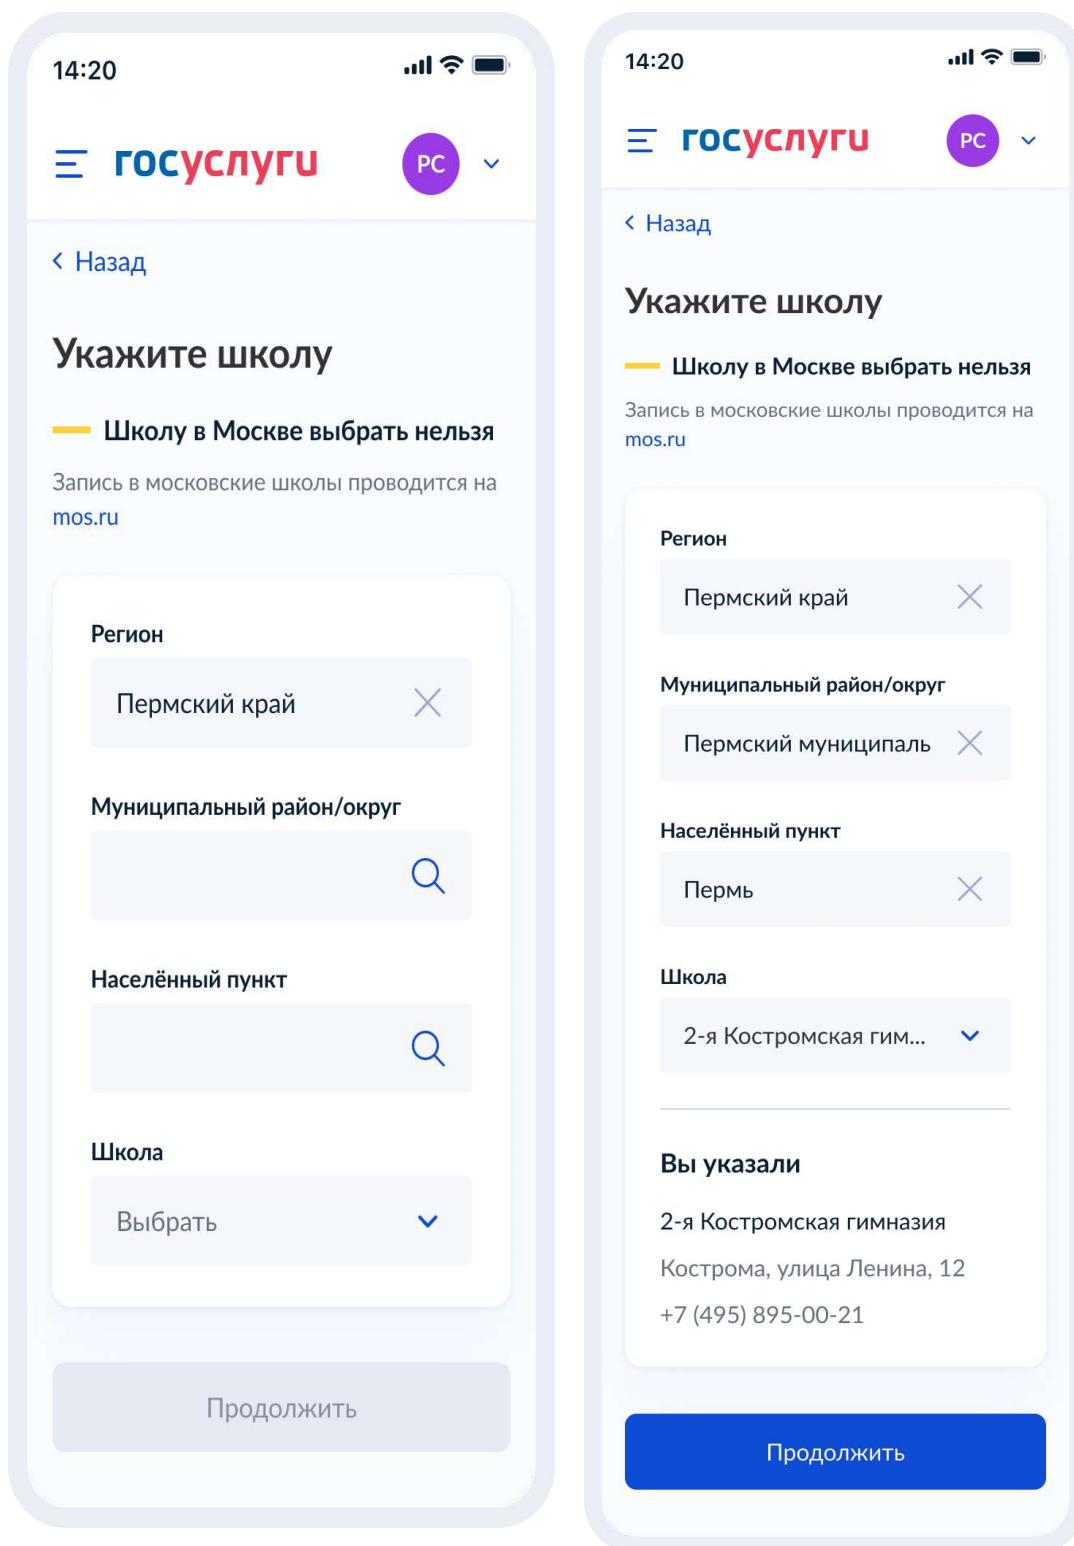 14:20
госуслуги
РС
Назад
Укажите школу
Школу в Москве выбрать нельзя
Запись в московские школы проводится на
mos.ru
Регион
Пермский край
Муниципальный район/округ
Населённый пункт
Школа
Выбрать
Продолжить
14:20
госуслуги
РС
Назад
Укажите школу
Школу в Москве выбрать нельзя
Запись в московские школы проводится на
mos.ru
Регион
Пермский край
Муниципальный район/округ
Пермский муниципаль
Населённый пункт
Пермь
Школа
2-я Костромская гим...
Вы указали
2-я Костромская гимназия
Кострома, улица Ленина, 12
+7 (495) 895-00-21
Продолжить